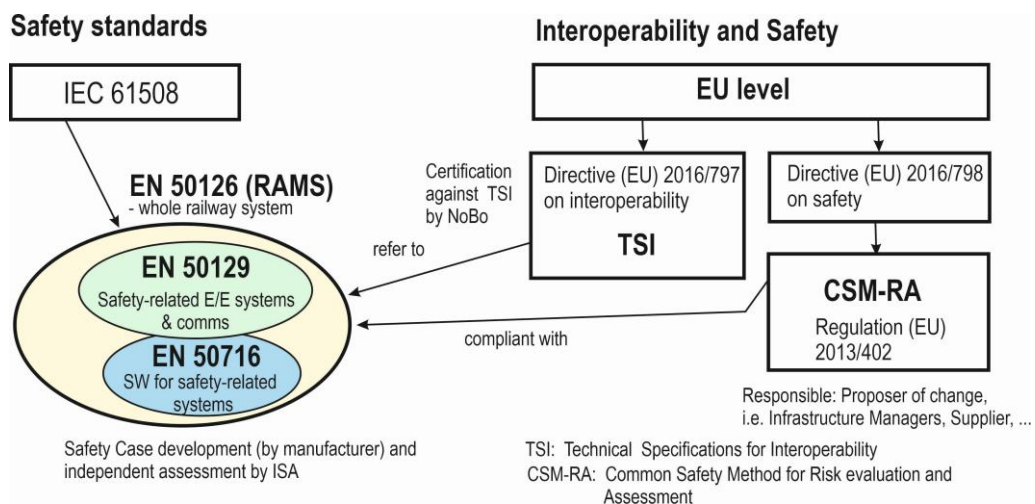 Safety standards
IEC 61508
EN 50126 (RAMS)
- whole railway system
EN 50129
Safety-related E/E systems
& comms
EN 50716
SW for safety-related
systems
Safety Case development (by manufacturer) and
independent assessment by ISA
Interoperability and Safety
EU level
Certification
against TSI
by NoBo
refer to
Directive (EU) 2016/797
on interoperability
TSI
Directive (EU) 2016/798
on safety
CSM-RA
Regulation (EU)
2013/402
compliant with
Responsible: Proposer of change,
i.e. Infrastructure Managers, Supplier, ...
TSI: Technical Specifications for Interoperability
CSM-RA: Common Safety Method for Risk evaluation and
Assessment